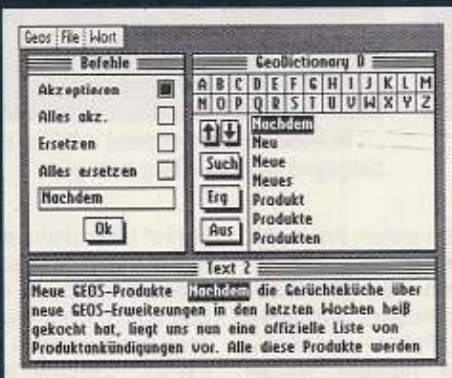 Geos File Wort
Befehle
Akzeptieren
Alles akz.
Ersetzen
Alles ersetzen
Nachdem
Ok
GeoDictionary D
A B C D E F G H I J K L M
N O P Q R S T U V W X Y Z
Such
Erg
Aus
Nachdem
Neu
Neue
Neues
Produkt
Produkte
Produkten
Text 2
Neue GEOS-Produkte Nachdem die Gerüchteküche über
neue GEOS-Erweiterungen in den letzten Wochen heiß
gekocht hat, liegt uns nun eine offizielle Liste von
Produktankündigungen vor. Alle diese Produkte werden